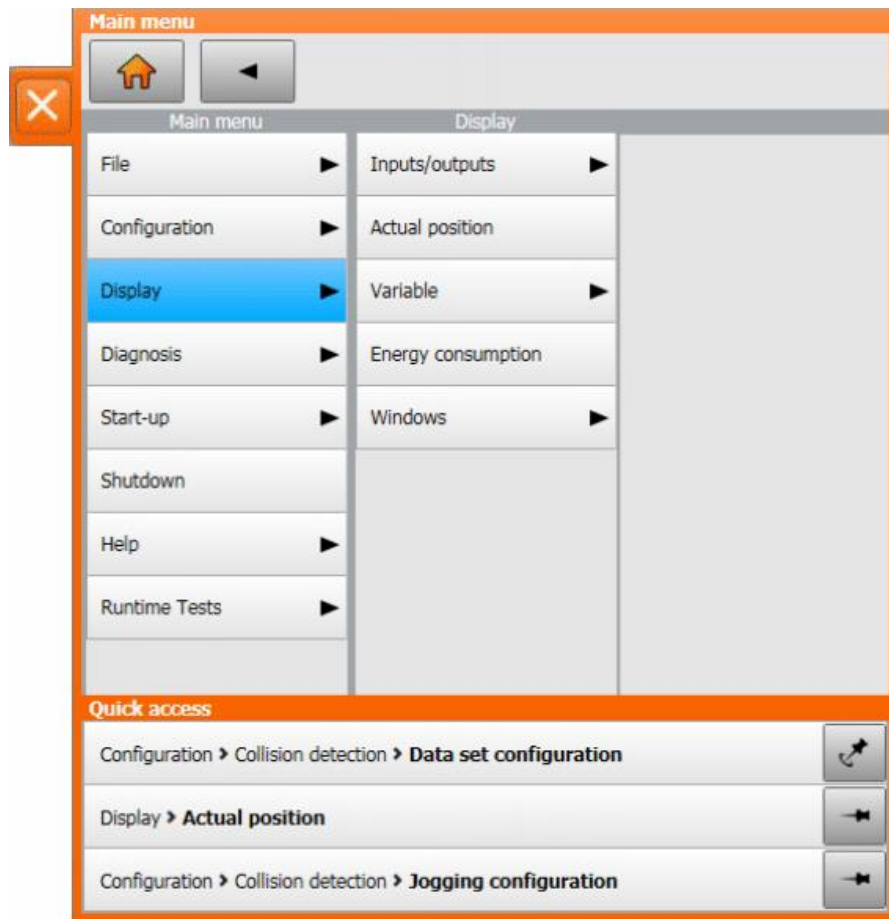 Main menu
Main menu
Display
File
Inputs/outputs
Configuration
Actual position
Display
Variable
Diagnosis
Energy consumption
Start-up
Windows
Shutdown
Help
Runtime Tests
Quick access
Configuration > Collision detection > Data set configuration
Display > Actual position
Configuration > Collision detection > Jogging configuration